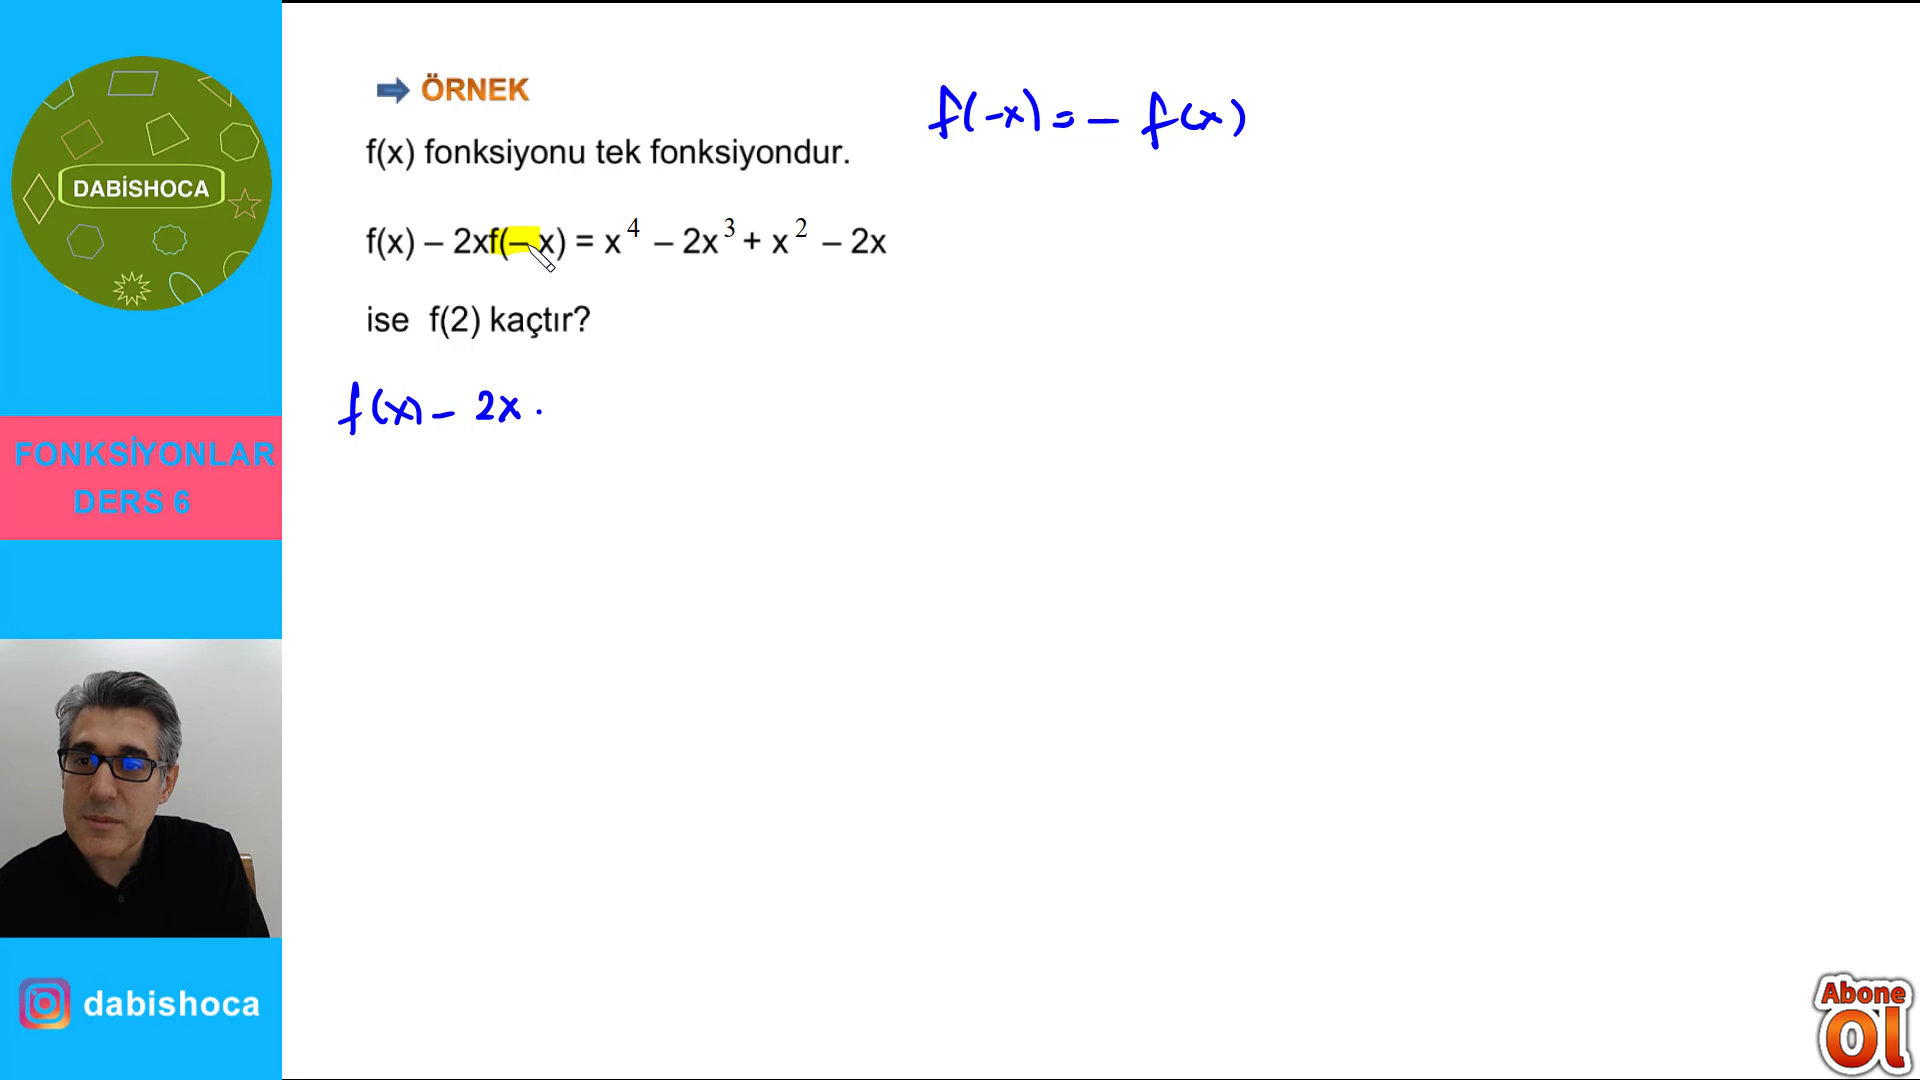 DABİSHOCA
FONKSİYONLAR
DERS 6
dabishoca
ÖRNEK
f(x) fonksiyonu tek fonksiyondur.
f(x) – 2xf(–x) = x⁴ – 2x³ + x² – 2x
ise f(2) kaçtır?
f(-x) = - f(x)
f(x) - 2x .
Abone
Ol